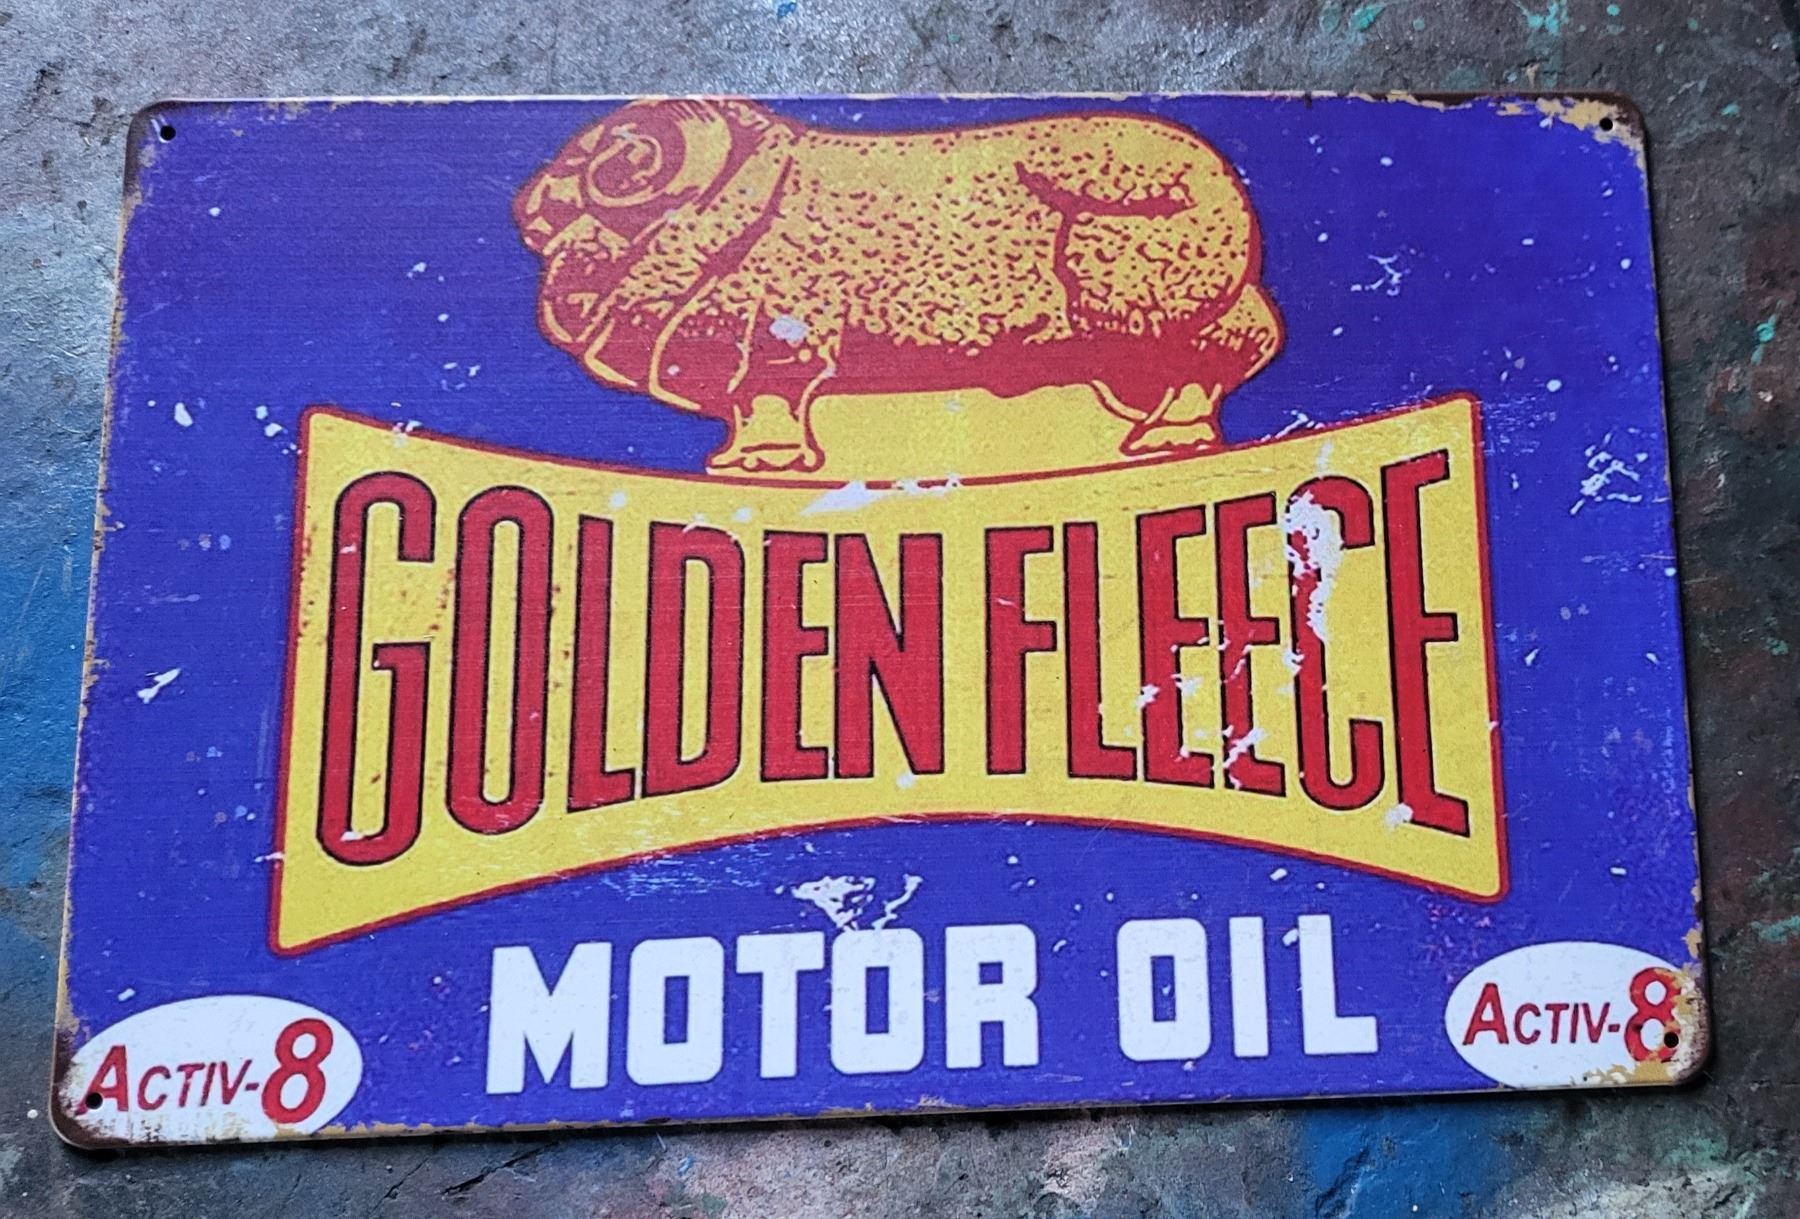 GOLDEN FLEECE
MOTOR OIL
ACTIV-8
ACTIV-8